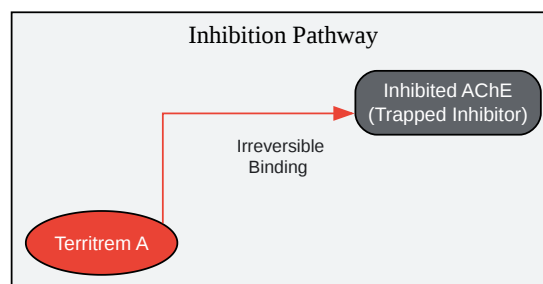 Inhibition Pathway
Inhibited AChE
(Trapped Inhibitor)
Irreversible
Binding
Territrem A